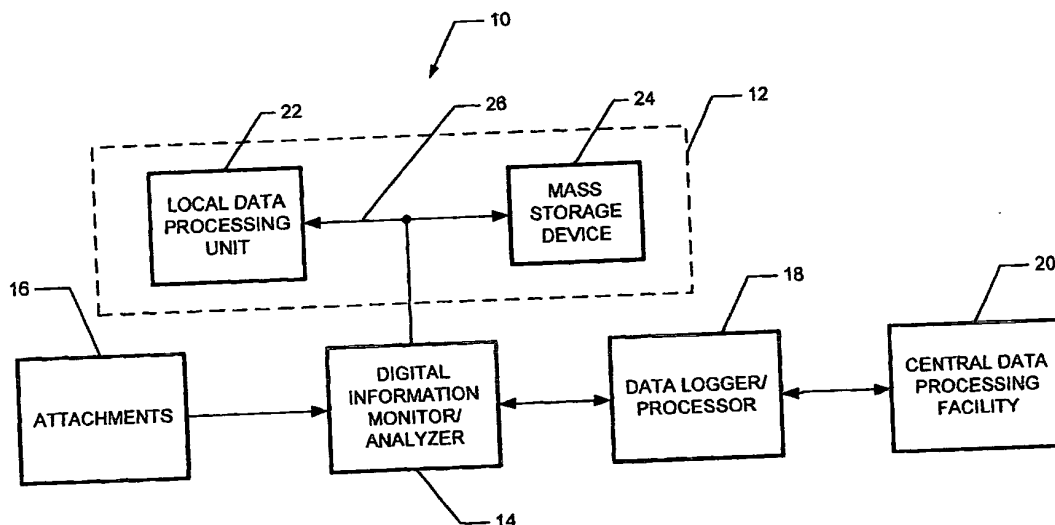 10
22
26
24
12
LOCAL DATA
PROCESSING
UNIT
MASS
STORAGE
DEVICE
16
18
20
ATTACHMENTS
DIGITAL
INFORMATION
MONITOR/
ANALYZER
DATA LOGGER/
PROCESSOR
CENTRAL DATA
PROCESSING
FACILITY
14